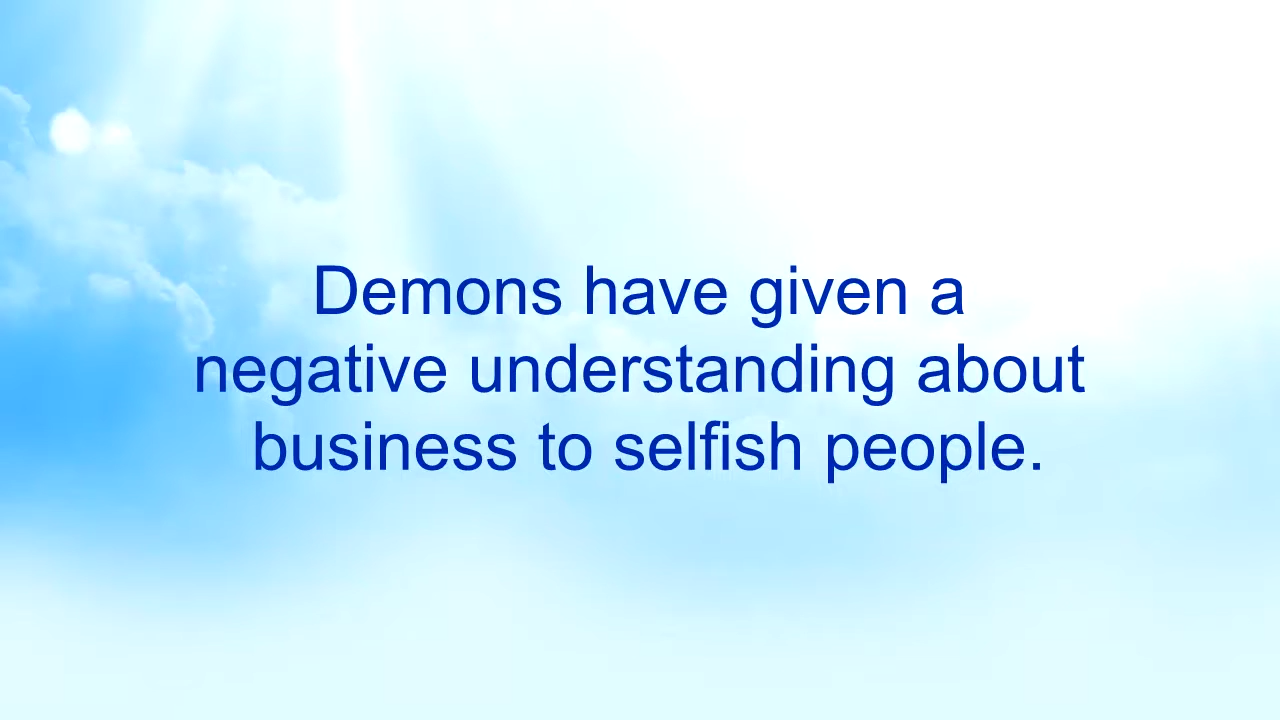 Demons have given a
negative understanding about
business to selfish people.